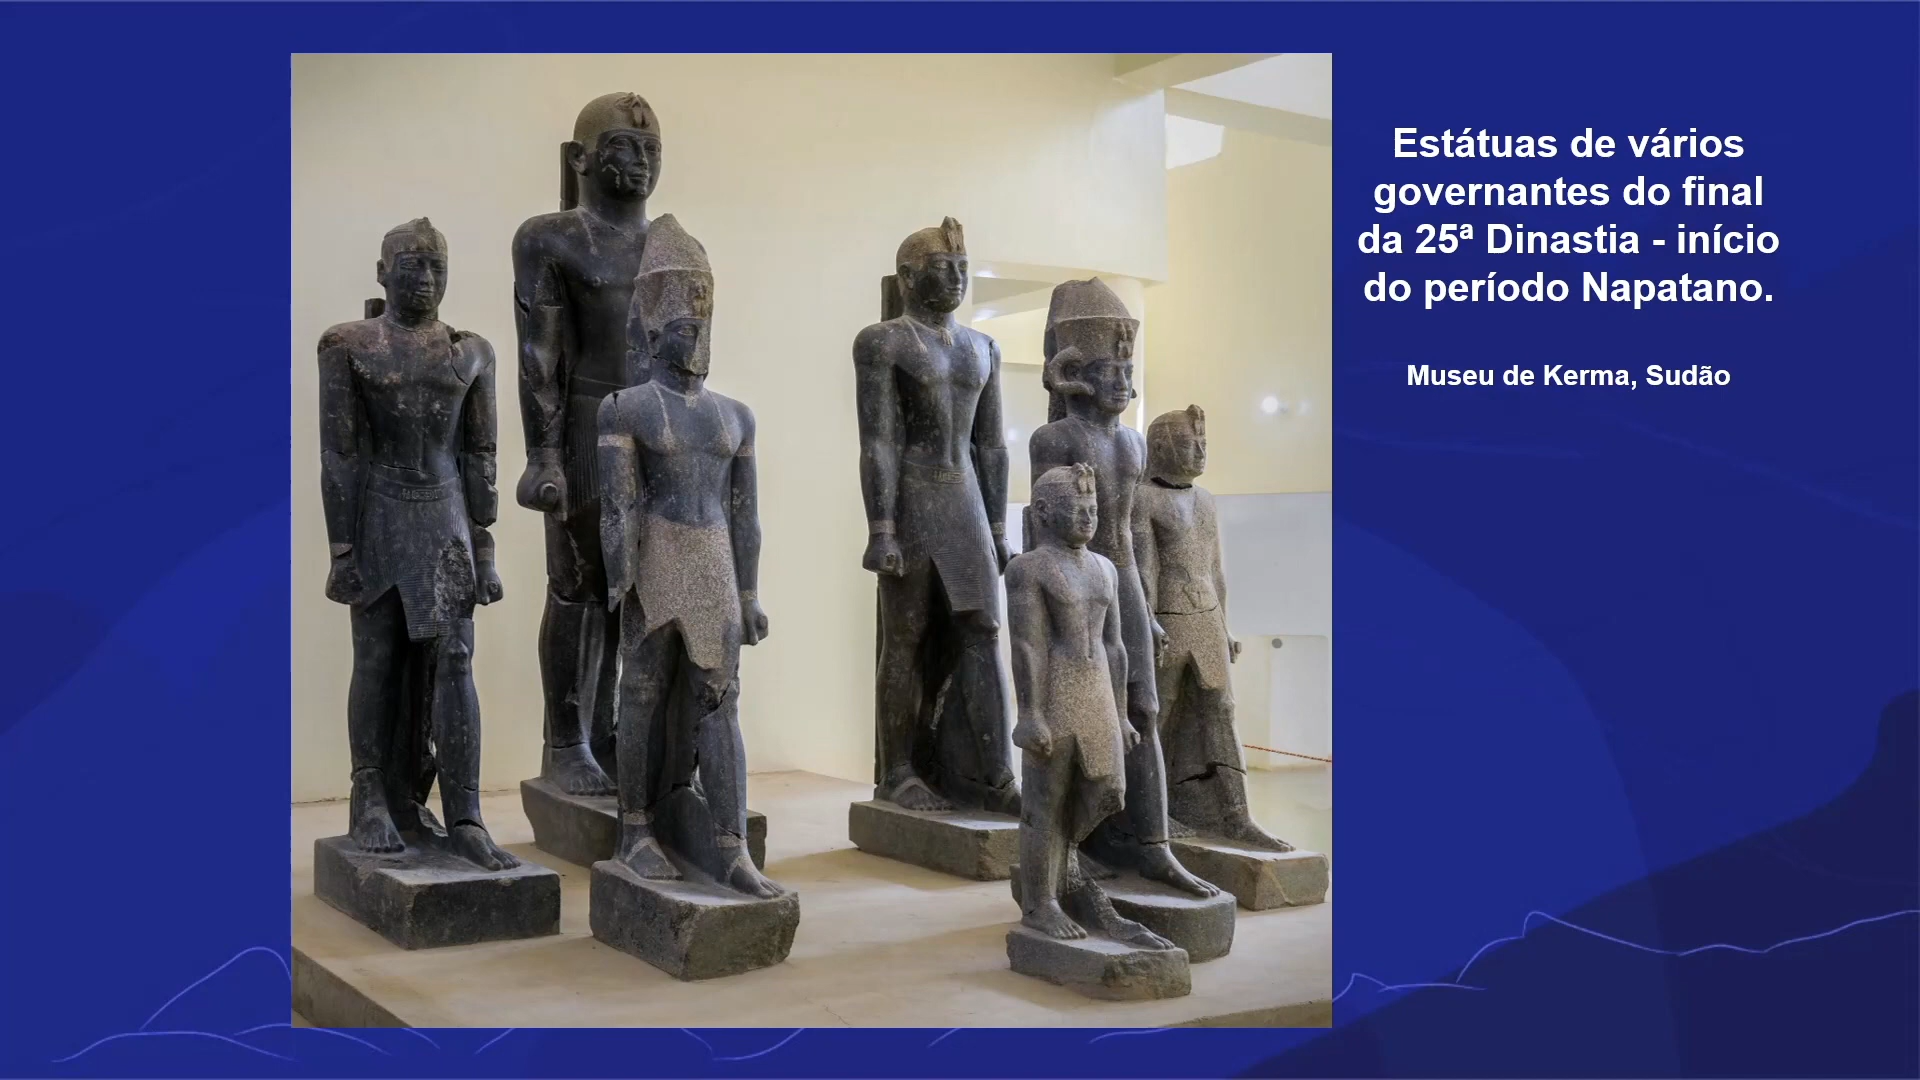 Estátuas de vários
governantes do final
da 25ª Dinastia - início
do período Napatano.
Museu de Kerma, Sudão